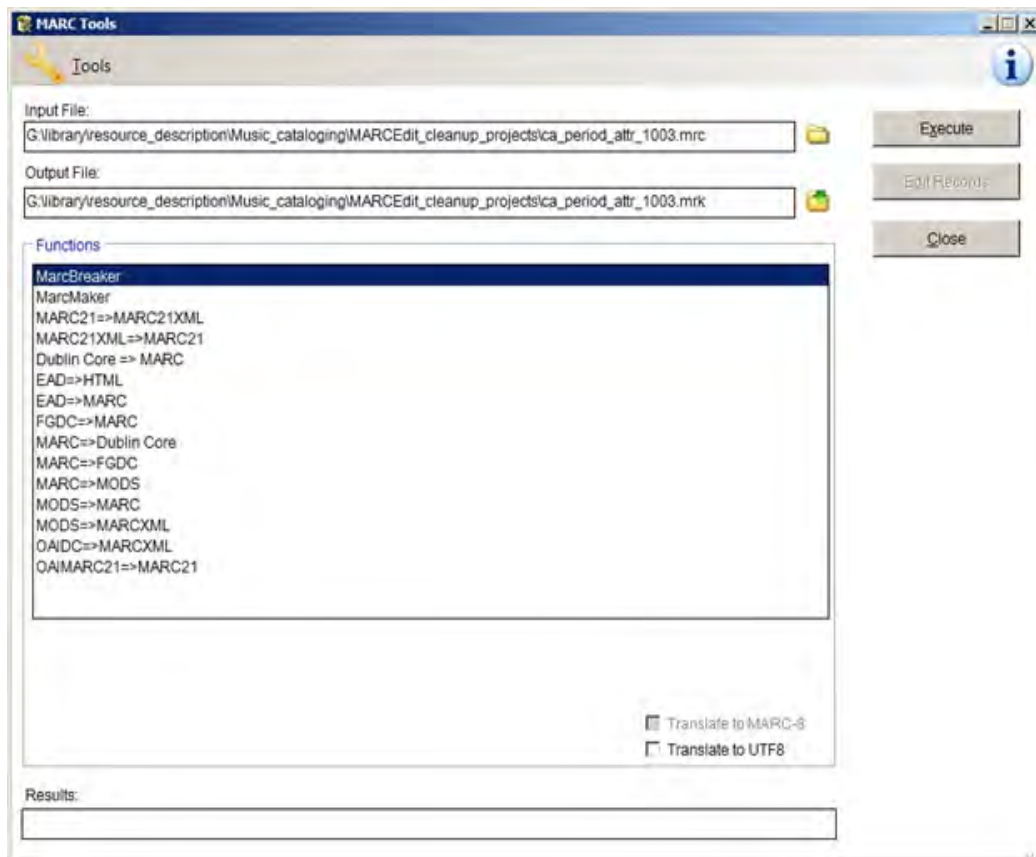 MARC Tools
Tools
Input File:
G:\library\resource_description\Music_cataloging\MARCEdit_cleanup_projects\ca_period_attr_1003.mrc
Execute
Output File:
G:\library\resource_description\Music_cataloging\MARCEdit_cleanup_projects\ca_period_attr_1003.mrk
Edit Records
Close
Functions
MarcBreaker
MarcMaker
MARC21=>MARC21XML
MARC21XML=>MARC21
Dublin Core => MARC
EAD=>HTML
EAD=>MARC
FGDC=>MARC
MARC=>Dublin Core
MARC=>FGDC
MARC=>MODS
MODS=>MARC
MODS=>MARCXML
OAIDC=>MARCXML
OAIMARC21=>MARC21
Translate to MARC-8
Translate to UTF8
Results: